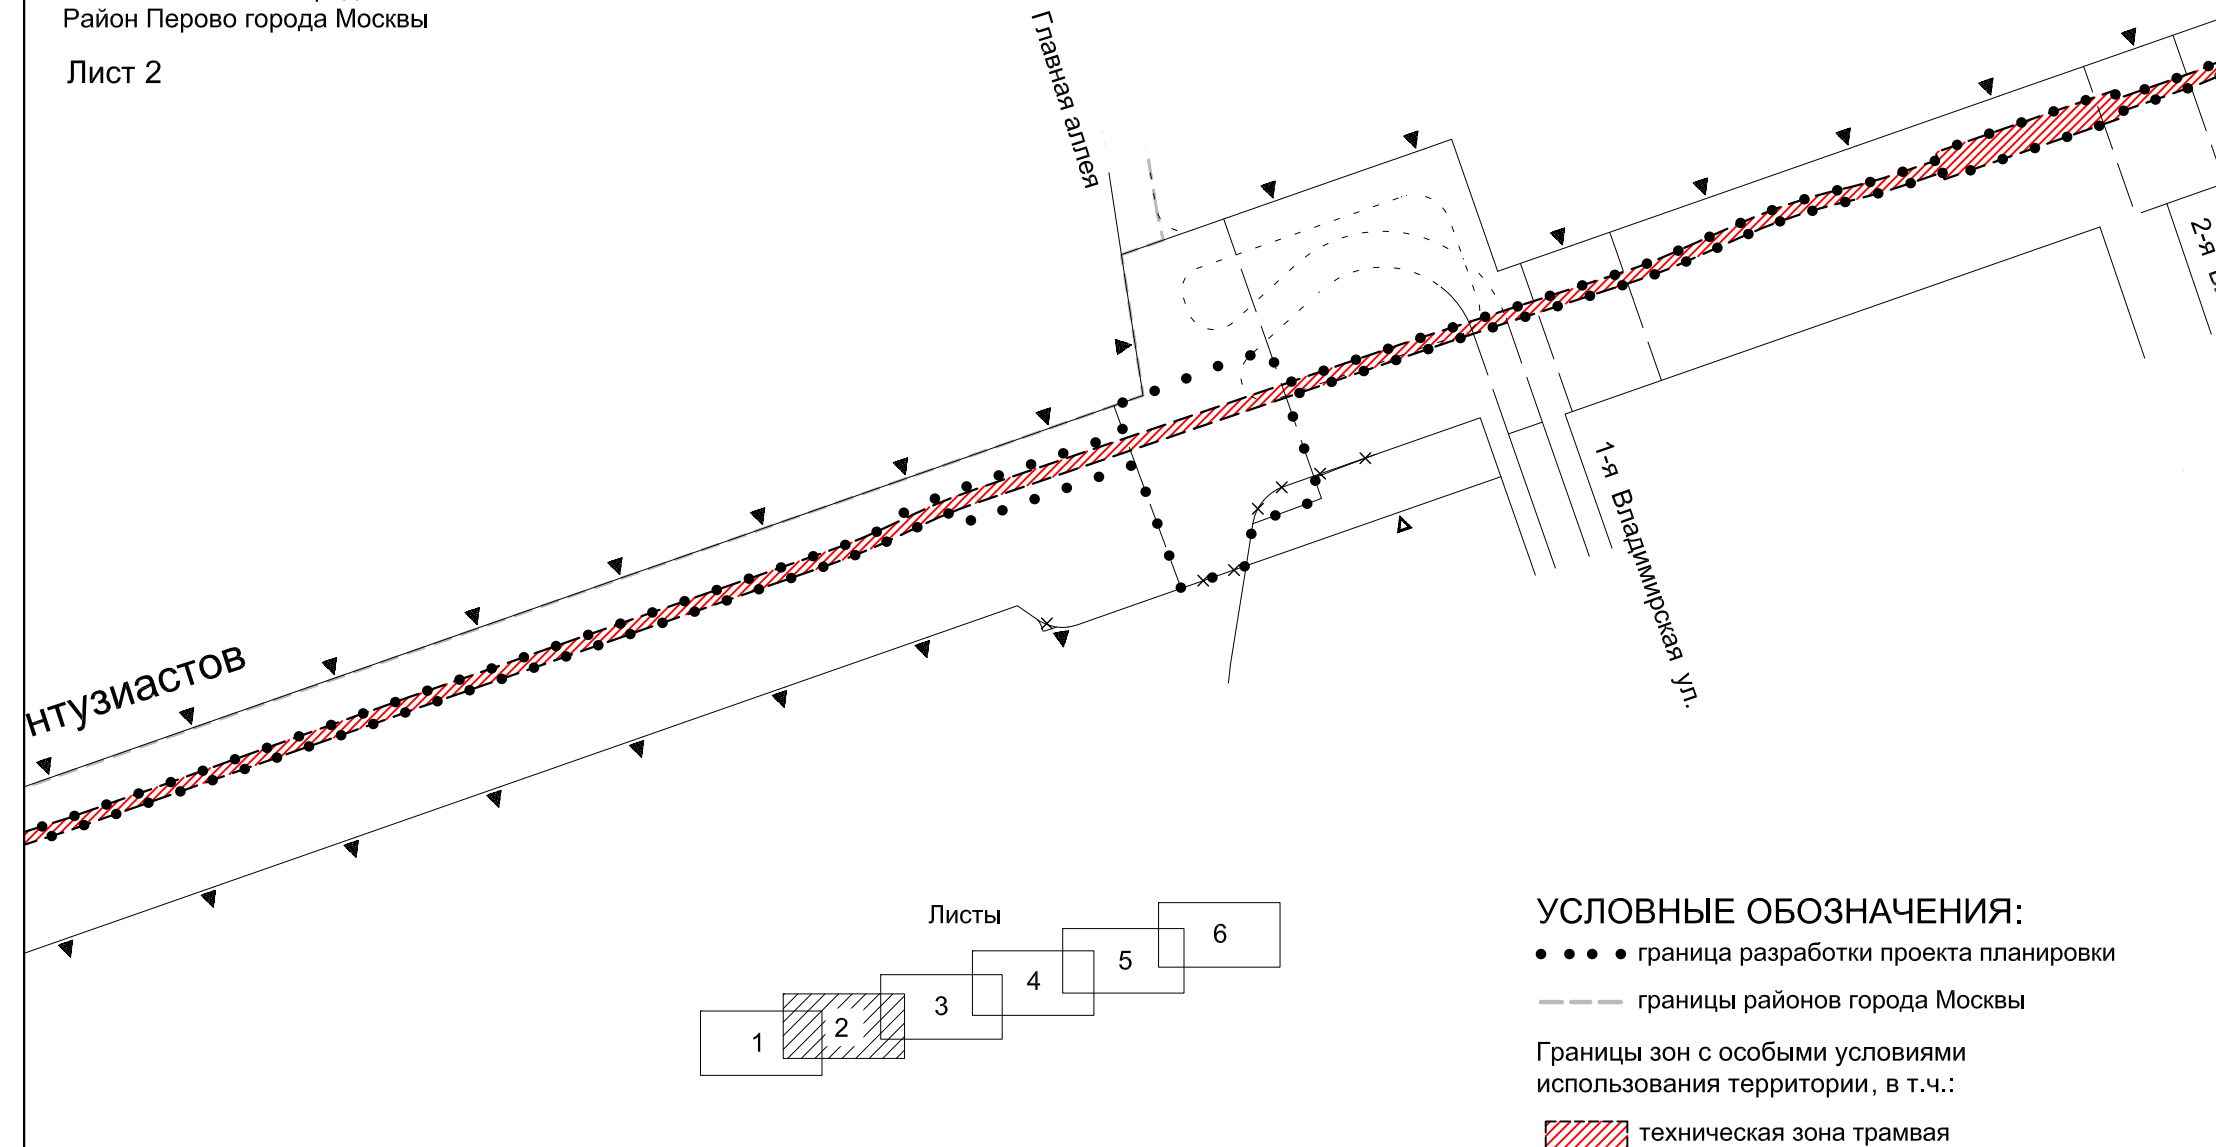 Район Перово города Москвы
Лист 2
Главная аллея
2-я
1-я Владимирская ул.
нтузиастов
Листы
1
2
3
4
5
6
УСЛОВНЫЕ ОБОЗНАЧЕНИЯ:
граница разработки проекта планировки
границы районов города Москвы
Границы зон с особыми условиями
использования территории, в т.ч.:
техническая зона трамвая